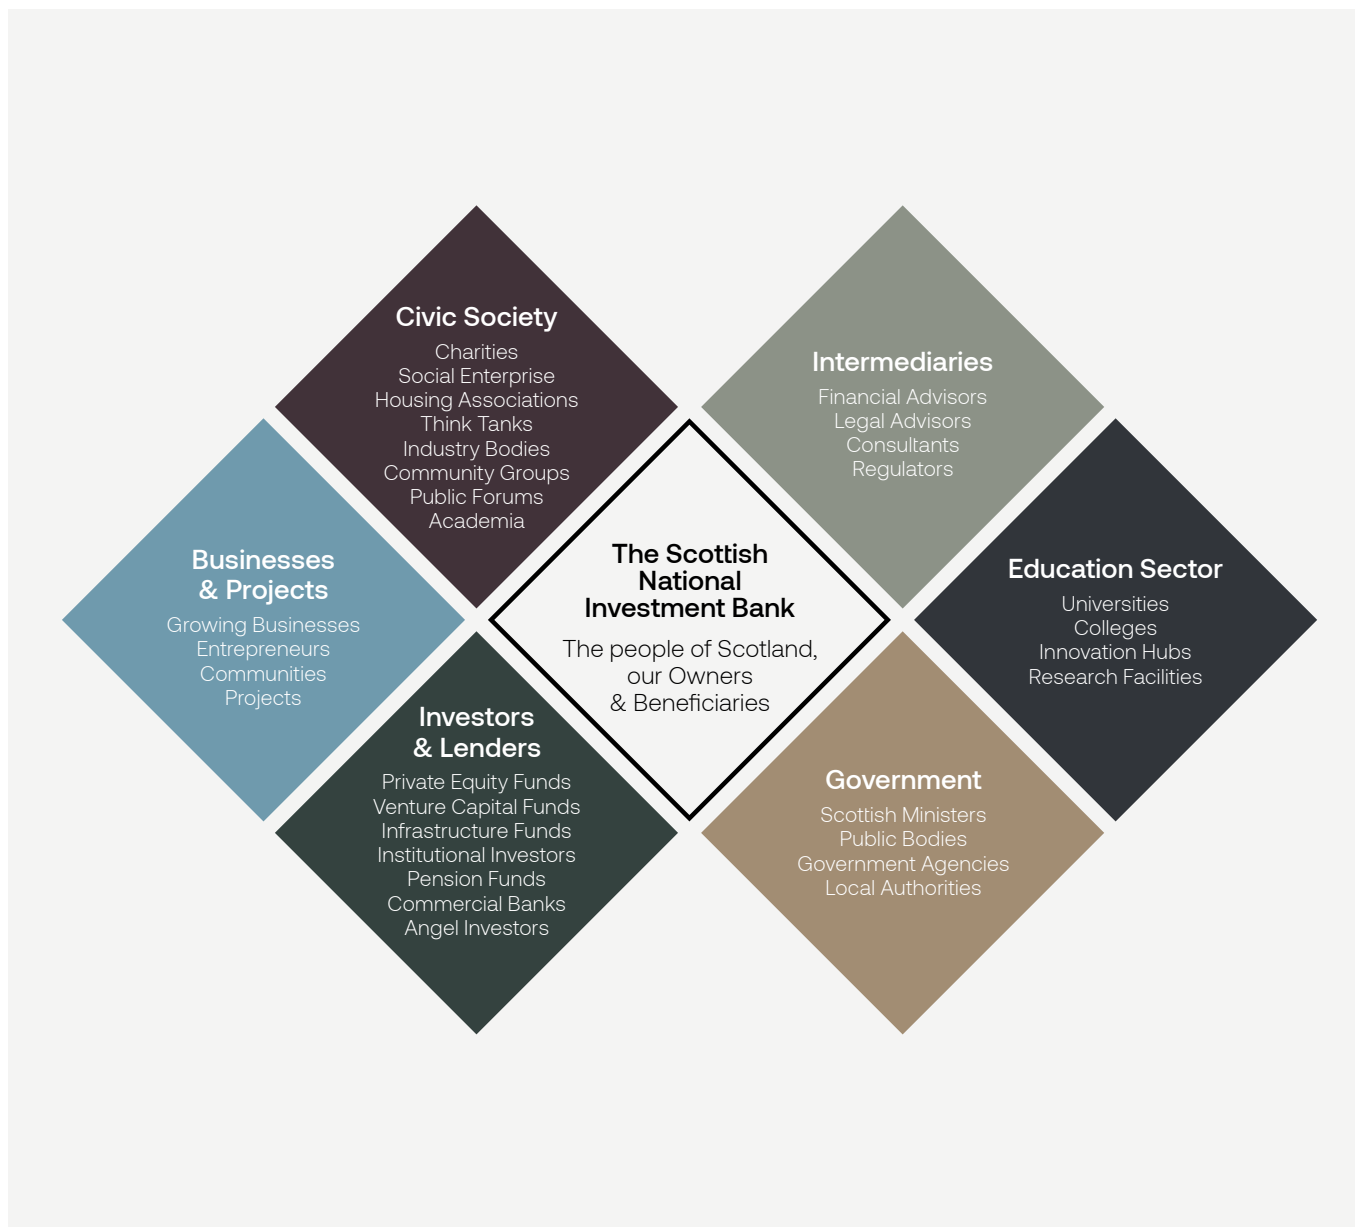 Civic Society
Charities
Social Enterprise
Housing Associations
Think Tanks
Industry Bodies
Community Groups
Public Forums
Academia
Intermediaries
Financial Advisors
Legal Advisors
Consultants
Regulators
Businesses
& Projects
Growing Businesses
Entrepreneurs
Communities
Projects
The Scottish
National
Investment Bank
The people of Scotland,
our Owners
& Beneficiaries
Education Sector
Universities
Colleges
Innovation Hubs
Research Facilities
Investors
& Lenders
Private Equity Funds
Venture Capital Funds
Infrastructure Funds
Institutional Investors
Pension Funds
Commercial Banks
Angel Investors
Government
Scottish Ministers
Public Bodies
Government Agencies
Local Authorities